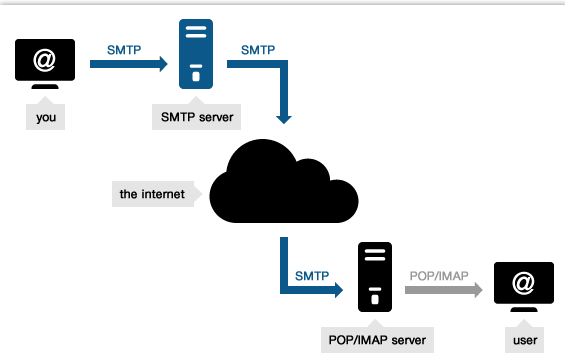 SMTP
SMTP
@
you
SMTP server
the internet
SMTP
POP/IMAP
@
POP/IMAP server
user